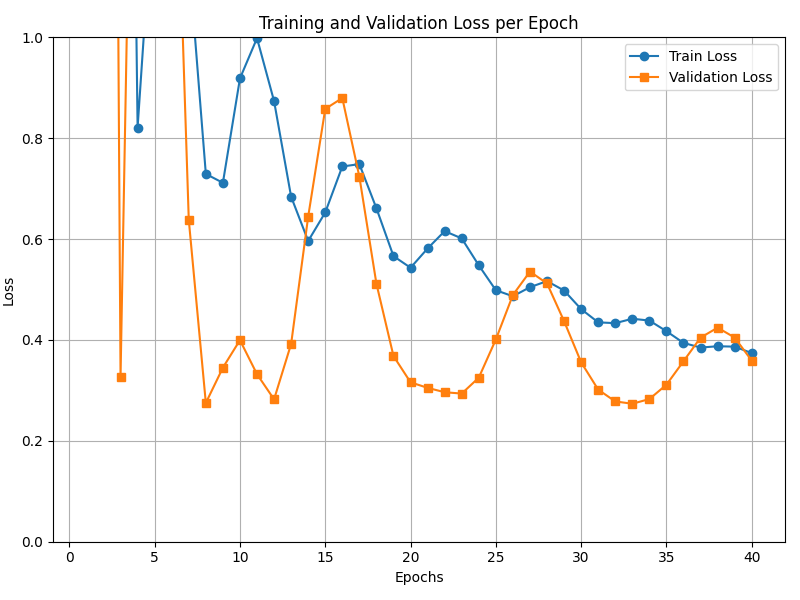 Training and Validation Loss per Epoch
Train Loss
Validation Loss
Loss
1.0
0.8
0.6
0.4
0.2
0.0
0 5 10 15 20 25 30 35 40
Epochs